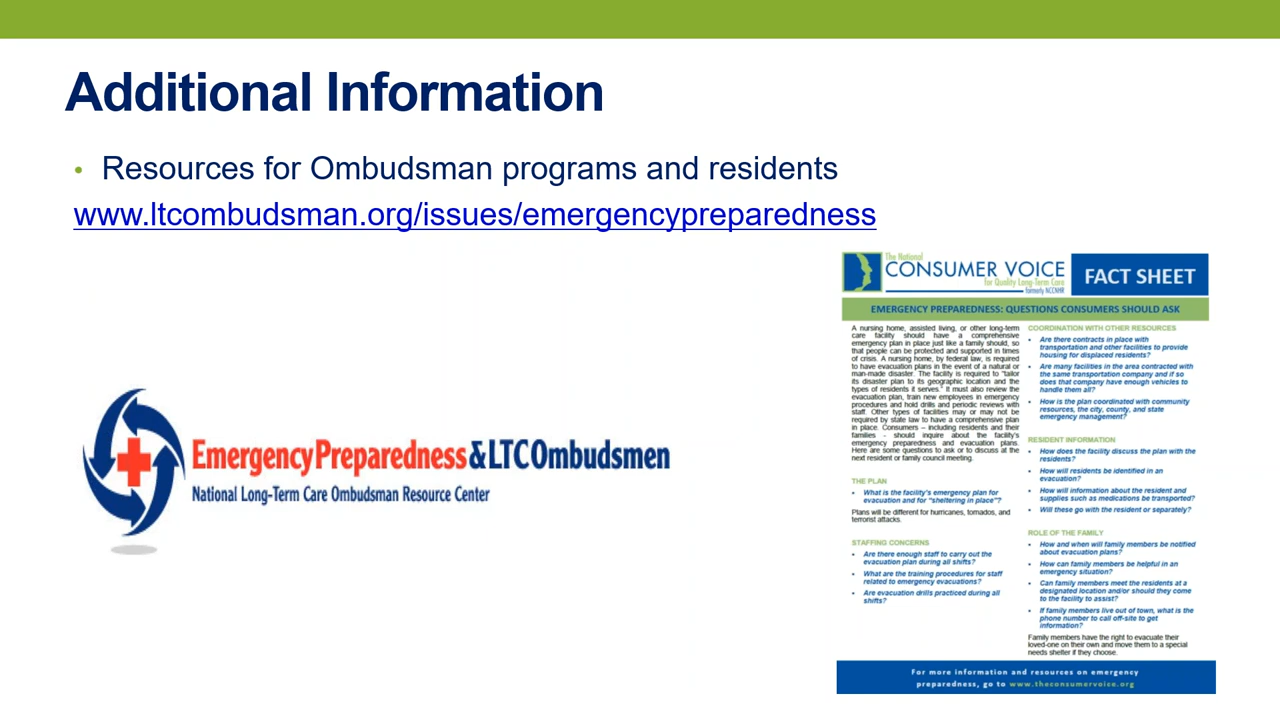 Additional Information
• Resources for Ombudsman programs and residents
www.ltcombudsman.org/issues/emergencypreparedness
EmergencyPreparedness&LTCOmbudsmen
National Long-Term Care Ombudsman Resource Center
The National
CONSUMER VOICE
for Quality Long-Term Care
formerly NCCNHR
FACT SHEET
EMERGENCY PREPAREDNESS: QUESTIONS CONSUMERS SHOULD ASK
A nursing home, assisted living, or other long-term
care facility should have a comprehensive
emergency plan in place just like a family should, so
that people can be protected and supported in times
of crisis. A nursing home, by federal law, is required
to have evacuation plans in the event of a natural or
man-made disaster. The facility is required to "tailor
its disaster plan to its geographic location and the
types of residents it serves." It must also review the
evacuation plan, train new employees in emergency
procedures and hold drills and periodic reviews with
staff. Other types of facilities may or may not be
required by state law to have a comprehensive plan
in place. Consumers – including residents and their
families – should inquire about the facility's
emergency preparedness and evacuation plans.
Here are some questions to ask or to discuss at the
next resident or family council meeting.
THE PLAN
• What is the facility's emergency plan for
evacuation and for "sheltering in place"?
Plans will be different for hurricanes, tornados, and
terrorist attacks.
STAFFING CONCERNS
• Are there enough staff to carry out the
evacuation plan during all shifts?
• What are the training procedures for staff
related to emergency evacuations?
• Are evacuation drills practiced during all
shifts?
COORDINATION WITH OTHER RESOURCES
• Are there contracts in place with
transportation and other facilities to provide
housing for displaced residents?
• Are many facilities in the area contracted with
the same transportation company and if so
does that company have enough vehicles to
handle them all?
• How is the plan coordinated with community
resources, the city, county, and state
emergency management?
RESIDENT INFORMATION
• How does the facility discuss the plan with the
residents?
• How will residents be identified in an
evacuation?
• How will information about the resident and
supplies such as medications be transported?
• Will these go with the resident or separately?
ROLE OF THE FAMILY
• How and when will family members be notified
about evacuation plans?
• How can family members be helpful in an
emergency situation?
• Can family members meet the residents at a
designated location and/or should they come
to the facility to assist?
• If family members live out of town, what is the
phone number to call off-site to get
information?
Family members have the right to evacuate their
loved-one on their own and move them to a special
needs shelter if they choose.
For more information and resources on emergency
preparedness, go to www.theconsumervoice.org